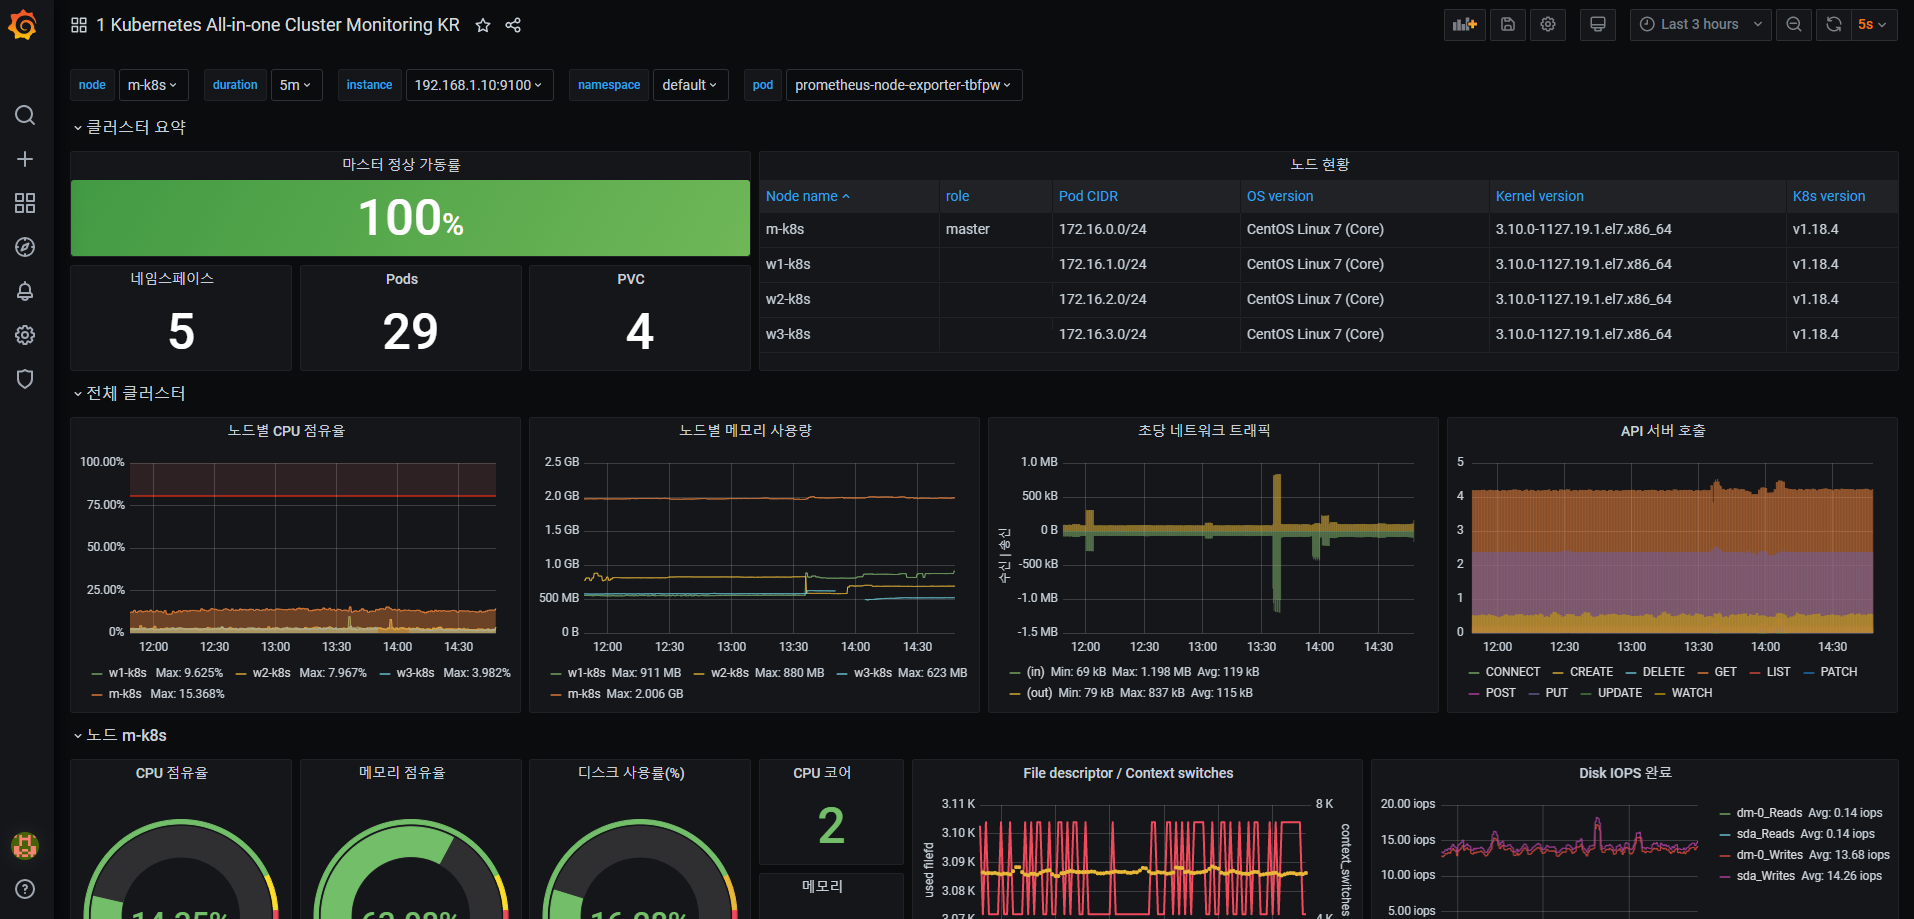 1 Kubernetes All-in-one Cluster Monitoring KR
Last 3 hours
5s
node m-k8s duration 5m instance 192.168.1.10:9100 namespace default pod prometheus-node-exporter-tbfpw
클러스터 요약
마스터 정상 가동률
100%
네임스페이스
5
Pods
29
PVC
4
노드 현황
Node name role Pod CIDR OS version Kernel version K8s version
m-k8s master 172.16.0.0/24 CentOS Linux 7 (Core) 3.10.0-1127.19.1.el7.x86_64 v1.18.4
w1-k8s 172.16.1.0/24 CentOS Linux 7 (Core) 3.10.0-1127.19.1.el7.x86_64 v1.18.4
w2-k8s 172.16.2.0/24 CentOS Linux 7 (Core) 3.10.0-1127.19.1.el7.x86_64 v1.18.4
w3-k8s 172.16.3.0/24 CentOS Linux 7 (Core) 3.10.0-1127.19.1.el7.x86_64 v1.18.4
전체 클러스터
노드별 CPU 점유율
100.00%
75.00%
50.00%
25.00%
0%
12:00 12:30 13:00 13:30 14:00 14:30
w1-k8s Max: 9.625% w2-k8s Max: 7.967% w3-k8s Max: 3.982%
m-k8s Max: 15.368%
노드별 메모리 사용량
2.5 GB
2.0 GB
1.5 GB
1.0 GB
500 MB
0 B
12:00 12:30 13:00 13:30 14:00 14:30
w1-k8s Max: 911 MB w2-k8s Max: 880 MB w3-k8s Max: 623 MB
m-k8s Max: 2.006 GB
초당 네트워크 트래픽
수신 | 송신
1.0 MB
500 kB
0 B
-500 kB
-1.0 MB
-1.5 MB
12:00 12:30 13:00 13:30 14:00 14:30
(in) Min: 69 kB Max: 1.198 MB Avg: 119 kB
(out) Min: 79 kB Max: 837 kB Avg: 115 kB
API 서버 호출
5
4
3
2
1
0
12:00 12:30 13:00 13:30 14:00 14:30
CONNECT CREATE DELETE GET LIST PATCH
POST PUT UPDATE WATCH
노드 m-k8s
CPU 점유율
메모리 점유율
디스크 사용률(%)
CPU 코어
2
메모리
File descriptor / Context switches
used field
3.11 K
3.10 K
3.09 K
3.08 K
3.07 K
8 K
4 K
context_switches
Disk IOPS 완료
20.00 iops
15.00 iops
10.00 iops
5.00 iops
dm-0_Reads Avg: 0.14 iops
sda_Reads Avg: 0.14 iops
dm-0_Writes Avg: 13.68 iops
sda_Writes Avg: 14.26 iops